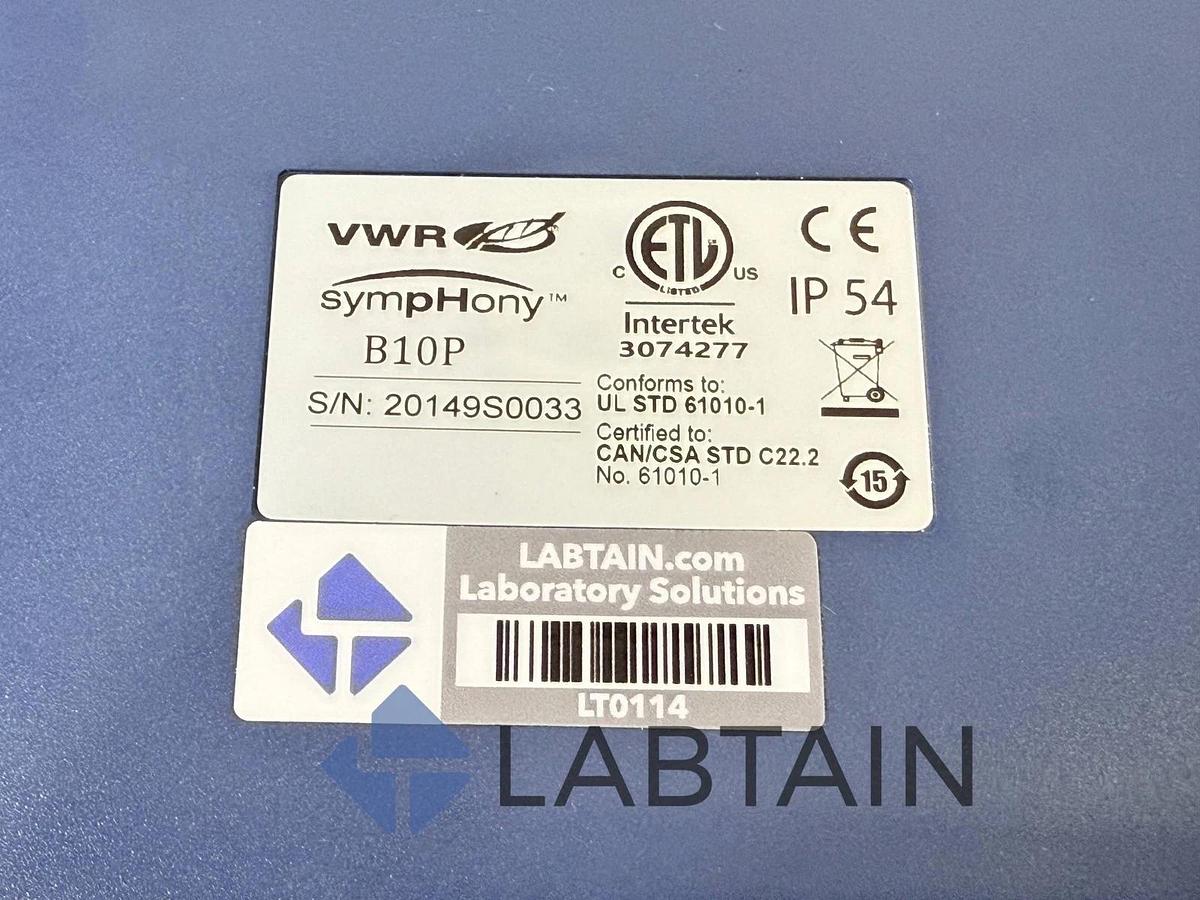 VWR
sympHony™
B10P
S/N: 20149S0033
C ETL US
LISTED
Intertek
3074277
Conforms to:
UL STD 61010-1
Certified to:
CAN/CSA STD C22.2
No. 61010-1
CE
IP 54
15
LABTAIN.com
Laboratory Solutions
LT0114
LABTAIN